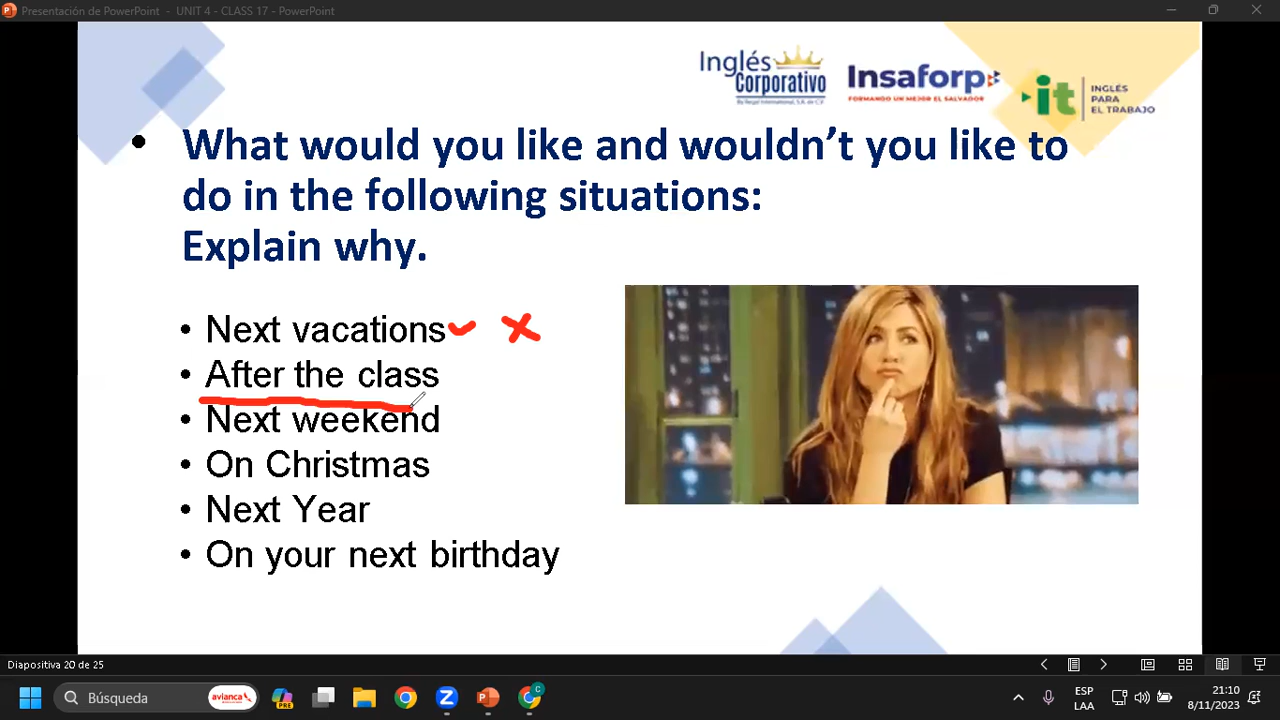 Presentación de PowerPoint - UNIT 4 - CLASS 17 - PowerPoint
Inglés
Corporativo
Insaforp
FORMANDO UN MEJOR EL SALVADOR
it
INGLÉS
PARA
EL TRABAJO
• What would you like and wouldn't you like to
do in the following situations:
Explain why.
• Next vacations
• After the class
• Next weekend
• On Christmas
• Next Year
• On your next birthday
Diapositiva 20 de 25
Búsqueda
avianca
PRE
ESP
LAA
21:10
8/11/2023